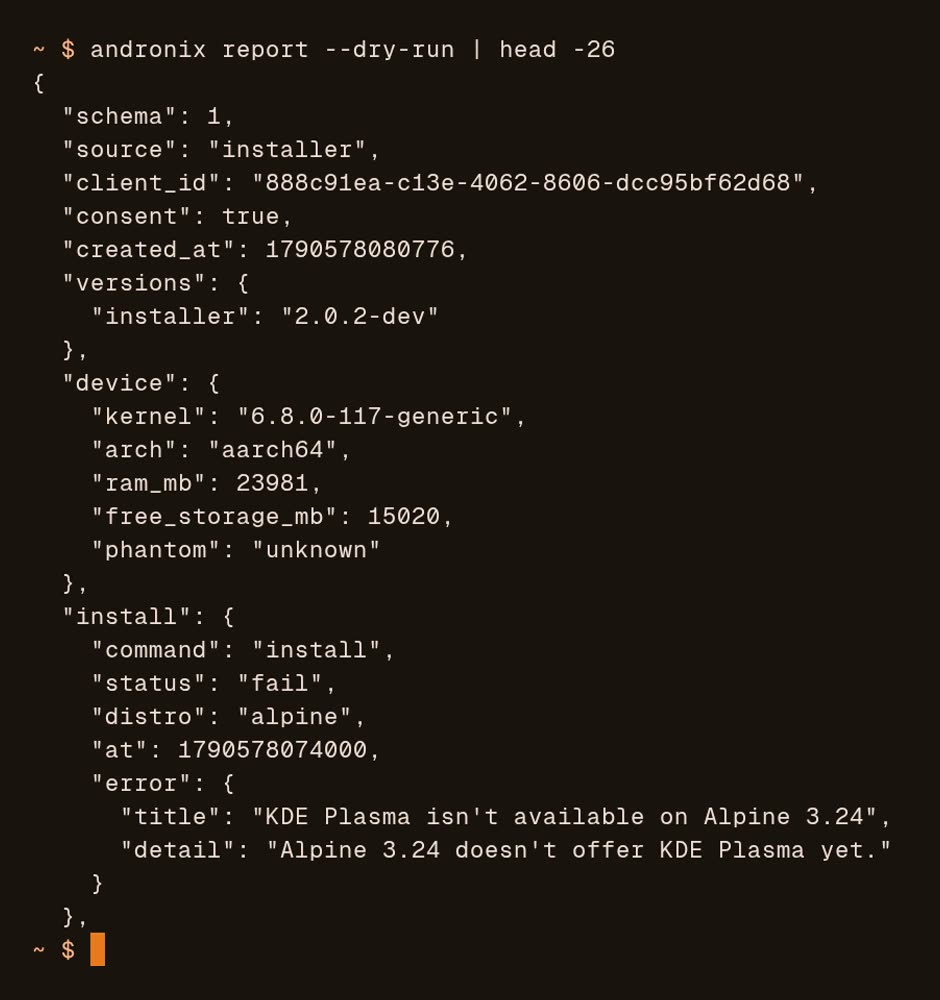 ~ $ andronix report --dry-run | head -26
{
  "schema": 1,
  "source": "installer",
  "client_id": "888c91ea-c13e-4062-8606-dcc95bf62d68",
  "consent": true,
  "created_at": 1790578080776,
  "versions": {
    "installer": "2.0.2-dev"
  },
  "device": {
    "kernel": "6.8.0-117-generic",
    "arch": "aarch64",
    "ram_mb": 23981,
    "free_storage_mb": 15020,
    "phantom": "unknown"
  },
  "install": {
    "command": "install",
    "status": "fail",
    "distro": "alpine",
    "at": 1790578074000,
    "error": {
      "title": "KDE Plasma isn't available on Alpine 3.24",
      "detail": "Alpine 3.24 doesn't offer KDE Plasma yet."
    }
  },
~ $